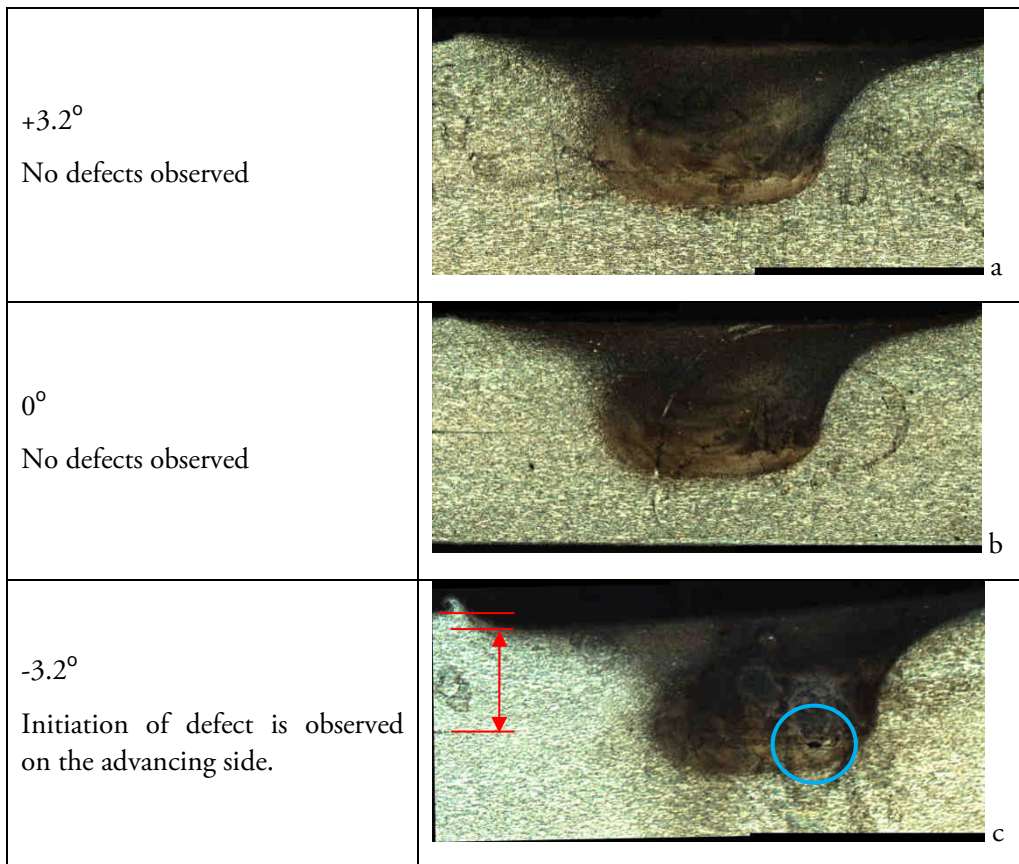 +3.2°
No defects observed
a
0°
No defects observed
b
-3.2°
Initiation of defect is observed
on the advancing side.
c